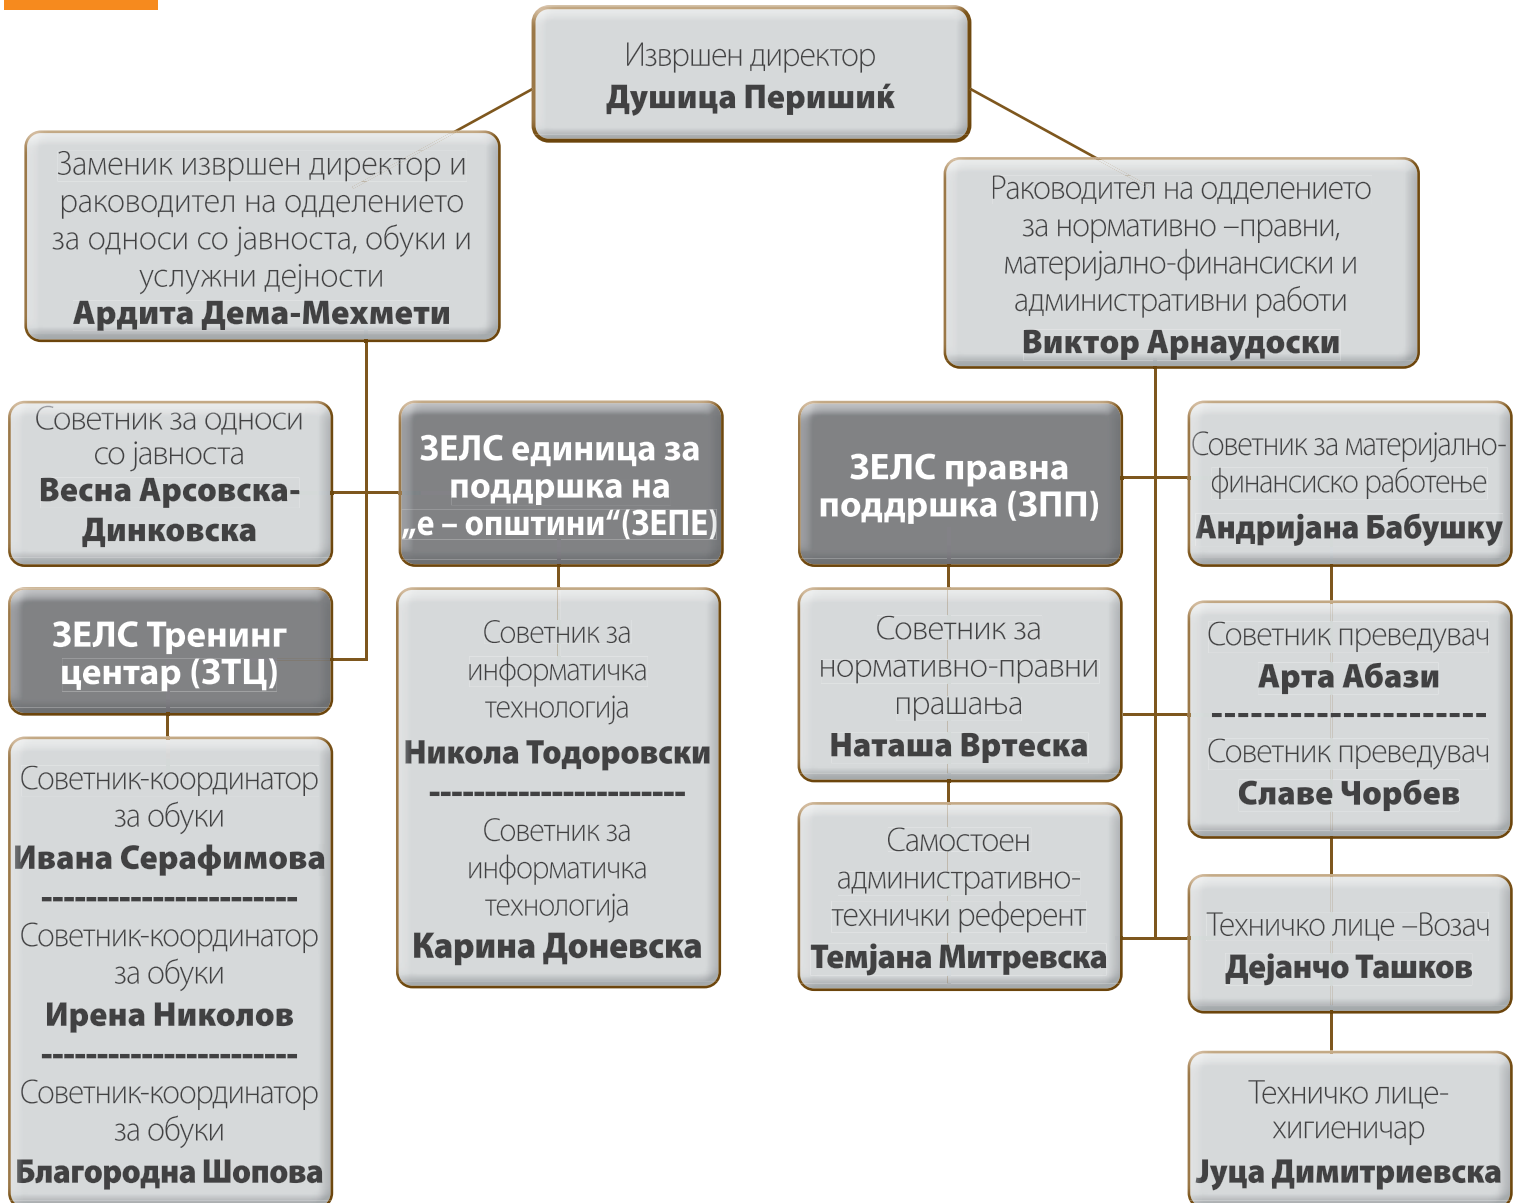 Извршен директор
Душица Перишиќ
Заменик извршен директор и
раководител на одделението
за односи со јавноста, обуки и
услужни дејности
Ардита Дема-Мехмети
Раководител на одделението
за нормативно –правни,
материјално-финансиски и
административни работи
Виктор Арнаудоски
Советник за односи
со јавноста
Весна Арсовска-
Динковска
ЗЕЛС единица за
поддршка на
„е – општини“(ЗЕПЕ)
ЗЕЛС Тренинг
центар (ЗТЦ)
Советник-координатор
за обуки
Ивана Серафимова
-----------------------
Советник-координатор
за обуки
Ирена Николов
-----------------------
Советник-координатор
за обуки
Благородна Шопова
Советник за
информатичка
технологија
Никола Тодоровски
-----------------------
Советник за
информатичка
технологија
Карина Доневска
ЗЕЛС правна
поддршка (ЗПП)
Советник за
нормативно-правни
прашања
Наташа Вртеска
Самостоен
административно-
технички референт
Темјана Митревска
Советник за материјално-
финансиско работење
Андријана Бабушку
Советник преведувач
Арта Абази
---------------------
Советник преведувач
Славе Чорбев
Техничко лице –Возач
Дејанчо Ташков
Техничко лице-
хигиеничар
Јуца Димитриевска